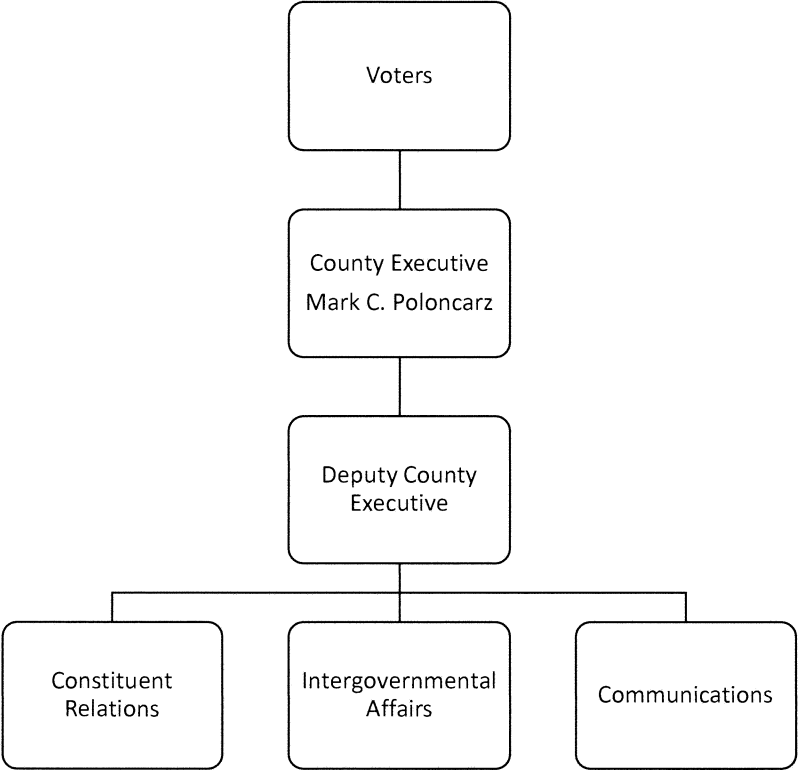 Voters
County Executive
Mark C. Poloncarz
Deputy County
Executive
Constituent
Relations
Intergovernmental
Affairs
Communications